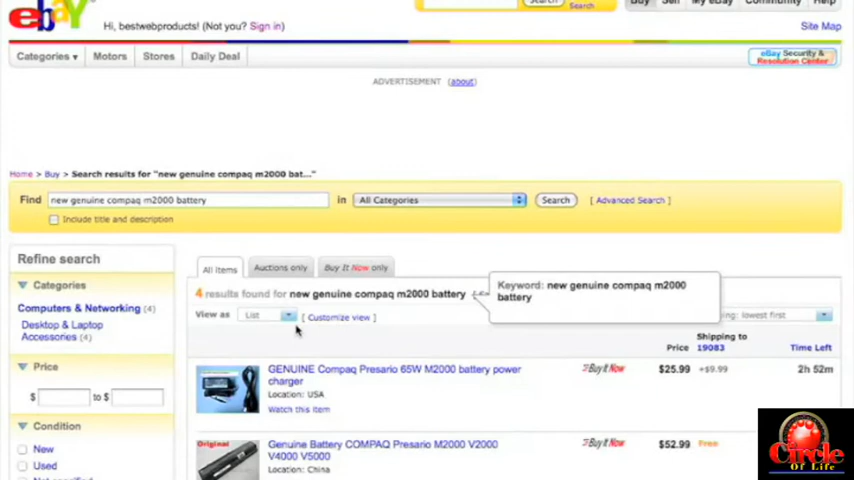 ebaY
Search
Search
Buy Sell My eBay Community Help
Hi, bestwebproducts! (Not you? Sign in)
Site Map
Categories ▾ Motors Stores Daily Deal
eBay Security &
Resolution Center
ADVERTISEMENT (about)
Home > Buy > Search results for "new genuine compaq m2000 bat..."
Find new genuine compaq m2000 battery in All Categories Search [ Advanced Search ]
Include title and description
Refine search
Categories
Computers & Networking (4)
Desktop & Laptop
Accessories (4)
Price
$ to $
Condition
New
Used
All items Auctions only Buy It Now only
4 results found for new genuine compaq m2000 battery
Keyword: new genuine compaq m2000
battery
View as List [ Customize view ]
lowest first
Price
Shipping to
19083
Time Left
GENUINE Compaq Presario 65W M2000 battery power
charger
Location: USA
Watch this item
Buy It Now $25.99 +$9.99 2h 52m
Original
Genuine Battery COMPAQ Presario M2000 V2000
V4000 V5000
Location: China
Buy It Now $52.99 Free
Circle
Of Life